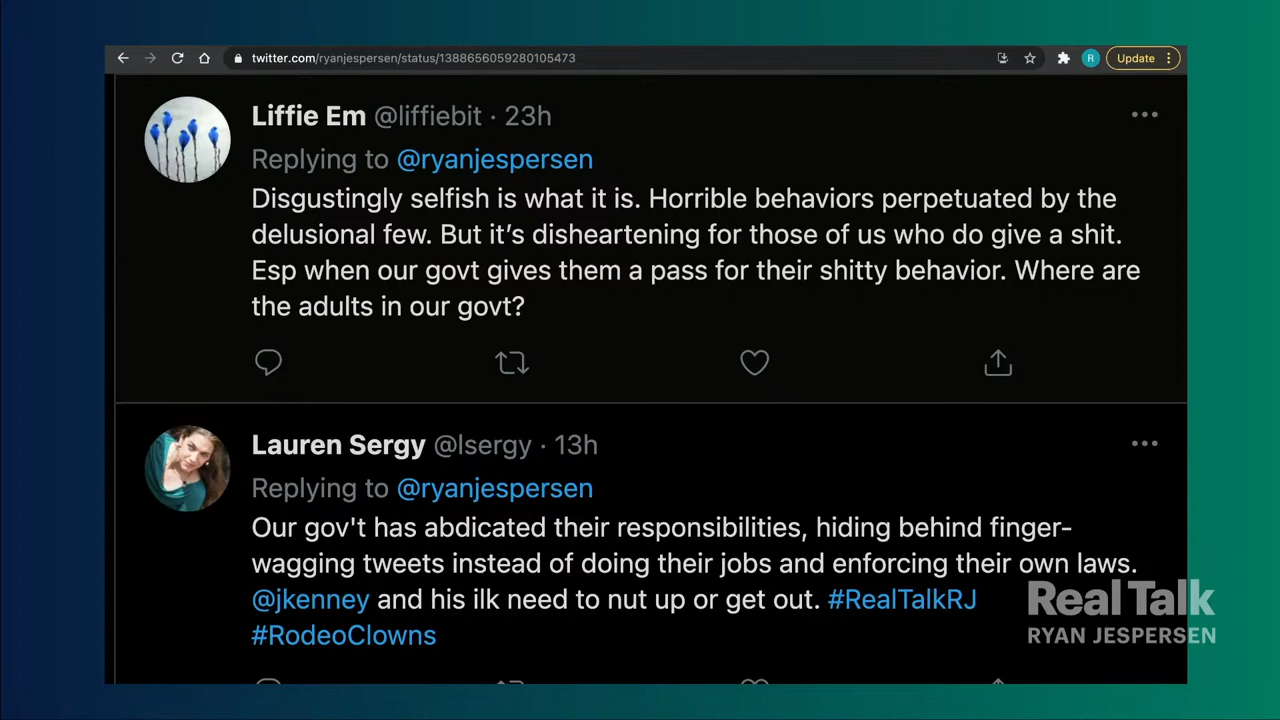 twitter.com/ryanjespersen/status/1388656059280105473
R
Update
Liffie Em @liffiebit · 23h
Replying to @ryanjespersen
Disgustingly selfish is what it is. Horrible behaviors perpetuated by the
delusional few. But it’s disheartening for those of us who do give a shit.
Esp when our govt gives them a pass for their shitty behavior. Where are
the adults in our govt?
Lauren Sergy @lsergy · 13h
Replying to @ryanjespersen
Our gov't has abdicated their responsibilities, hiding behind finger-
wagging tweets instead of doing their jobs and enforcing their own laws.
@jkenney and his ilk need to nut up or get out. #RealTalkRJ
#RodeoClowns
Real Talk
RYAN JESPERSEN